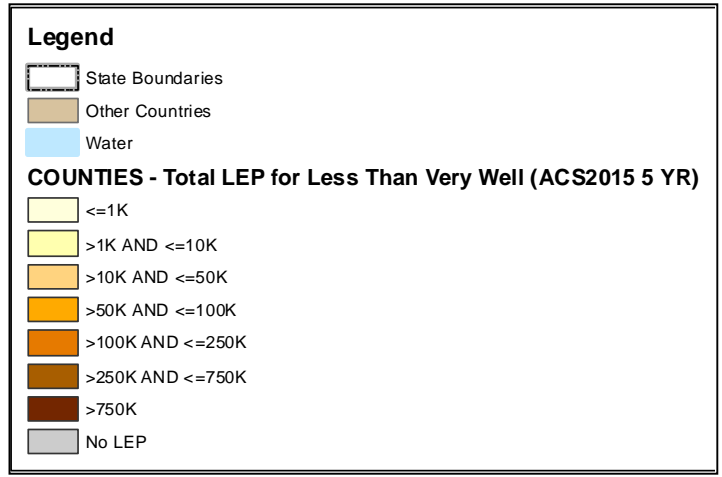 Legend
State Boundaries
Other Countries
Water
COUNTIES - Total LEP for Less Than Very Well (ACS2015 5 YR)
<=1K
>1K AND <=10K
>10K AND <=50K
>50K AND <=100K
>100K AND <=250K
>250K AND <=750K
>750K
No LEP